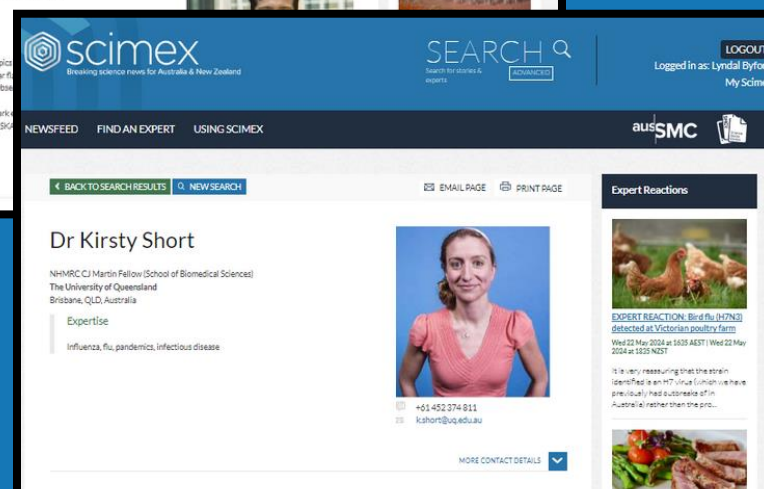 scimex
Breaking science news for Australia & New Zealand
SEARCH
Search for stories &
experts
ADVANCED
LOGOUT
Logged in as: Lyndal Byfor
My Scime
NEWSFEED FIND AN EXPERT USING SCIMEX
ausSMC
BACK TO SEARCH RESULTS NEW SEARCH
EMAIL PAGE PRINT PAGE
Dr Kirsty Short
NHMRC CJ Martin Fellow (School of Biomedical Sciences)
The University of Queensland
Brisbane, QLD, Australia
Expertise
Influenza, flu, pandemics, infectious disease
+61 452 374 811
k.short@uq.edu.au
MORE CONTACT DETAILS
Expert Reactions
EXPERT REACTION: Bird flu (H7N3)
detected at Victorian poultry farm
Wed 22 May 2024 at 1635 AEST | Wed 22 May
2024 at 1835 NZST
It is very reassuring that the strain
identified is an H7 virus (which we have
previously had outbreaks of in
Australia) rather then the pro...